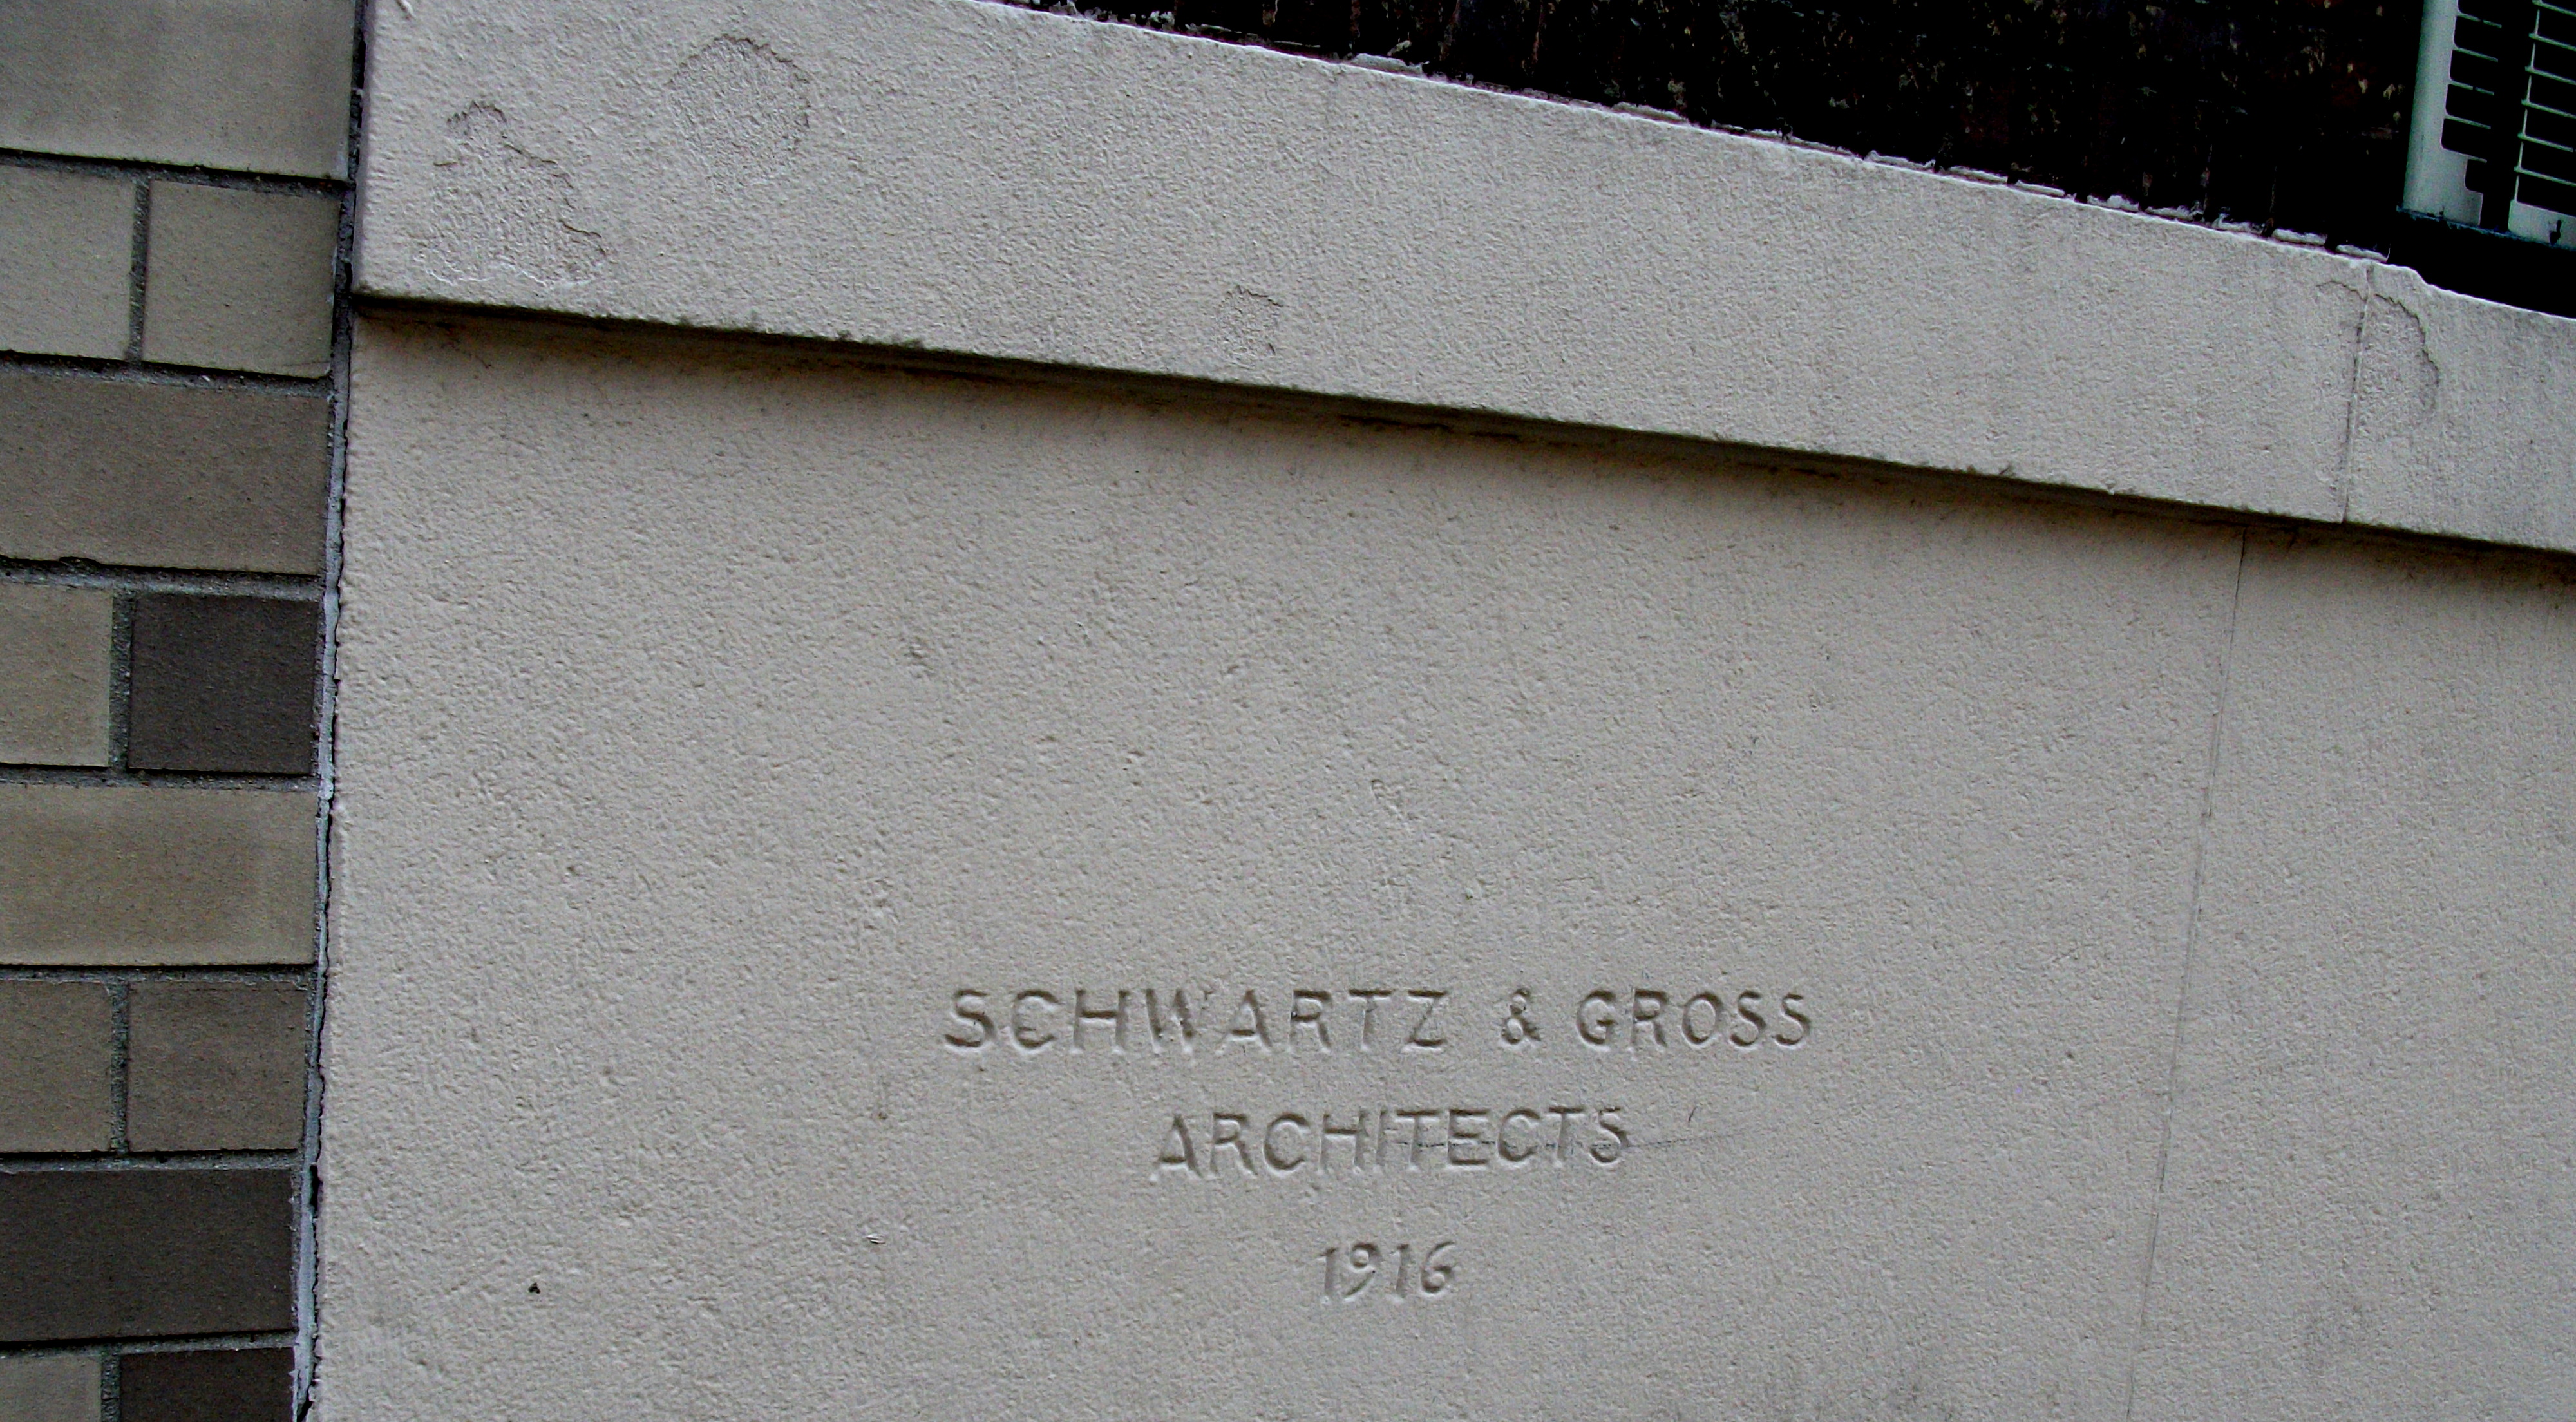 SCHWARTZ & GROSS
ARCHITECTS
1916